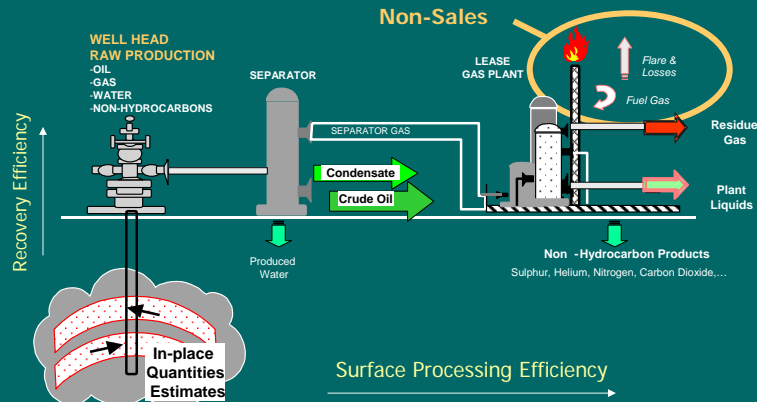 Non-Sales
WELL HEAD
RAW PRODUCTION
-OIL
-GAS
-WATER
-NON-HYDROCARBONS
SEPARATOR
LEASE
GAS PLANT
Flare &
Losses
Fuel Gas
SEPARATOR GAS
Residue
Gas
Condensate
Crude Oil
Plant
Liquids
Recovery Efficiency
Produced
Water
Non -Hydrocarbon Products
Sulphur, Helium, Nitrogen, Carbon Dioxide,...
In-place
Quantities
Estimates
Surface Processing Efficiency